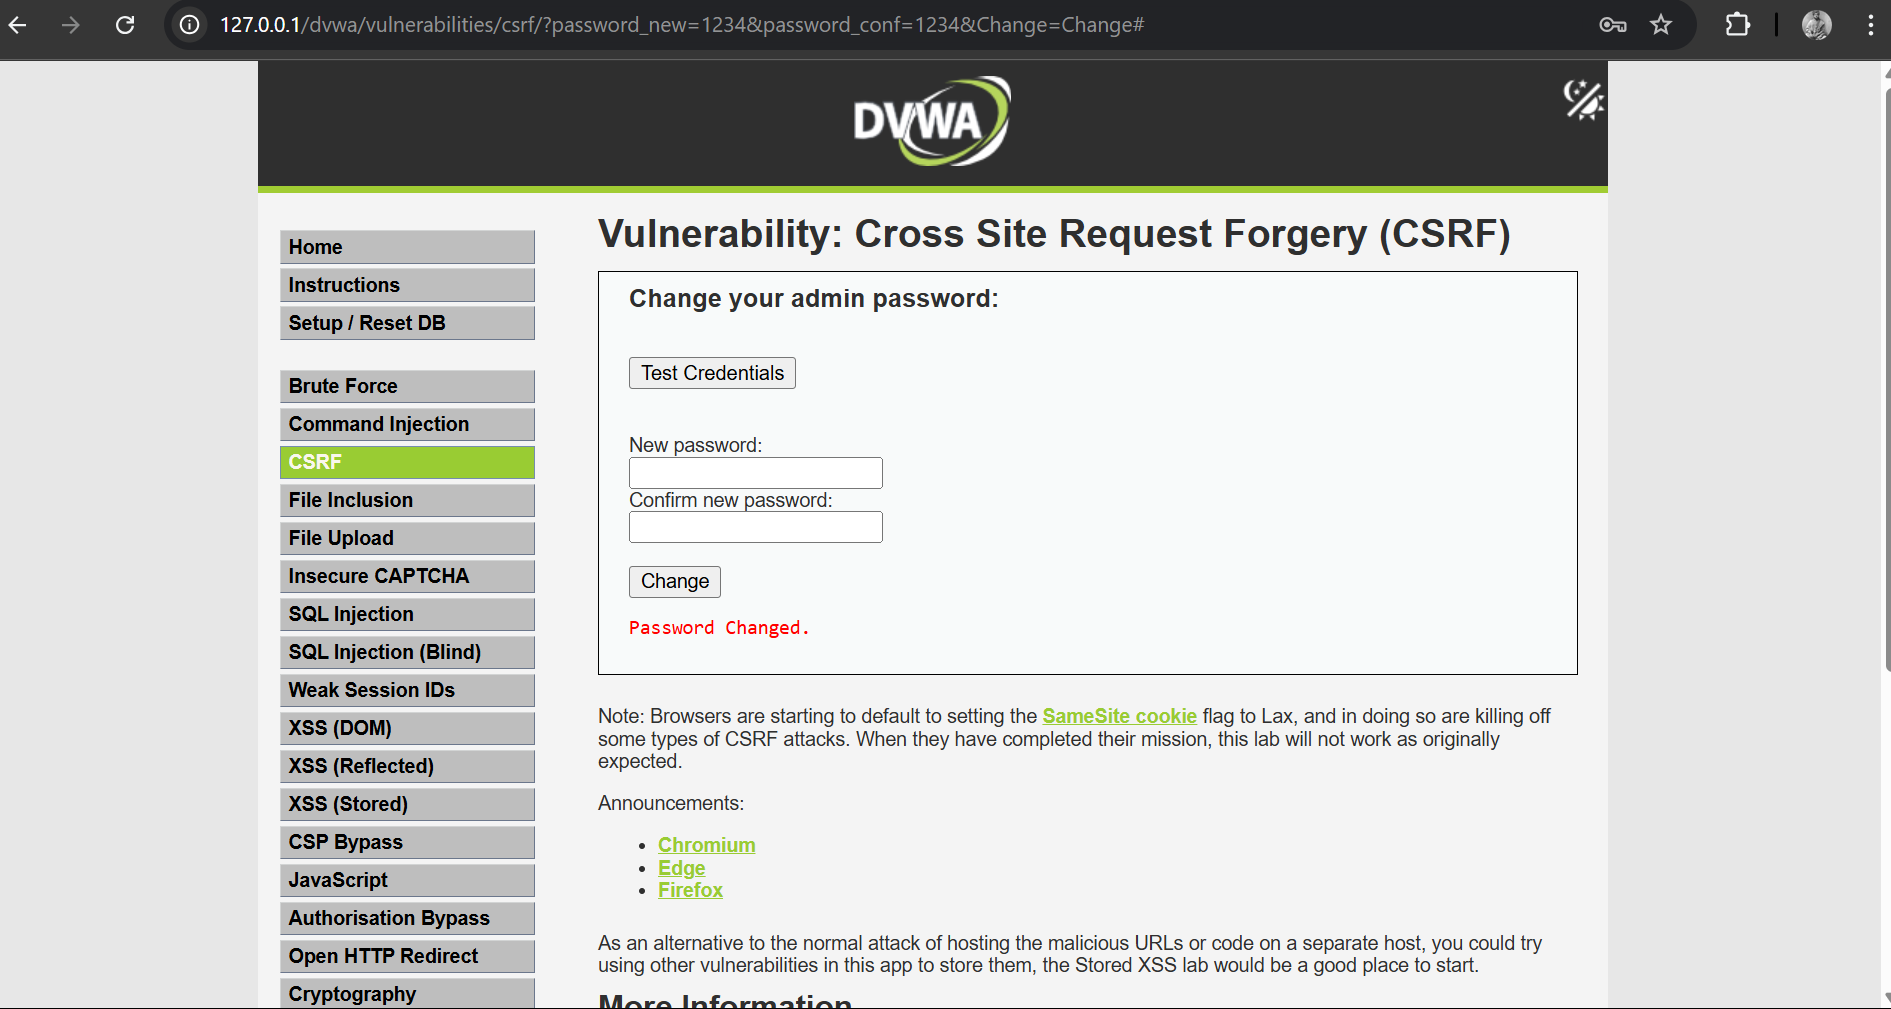 127.0.0.1/dvwa/vulnerabilities/csrf/?password_new=1234&password_conf=1234&Change=Change#
DVWA
Home
Instructions
Setup / Reset DB
Brute Force
Command Injection
CSRF
File Inclusion
File Upload
Insecure CAPTCHA
SQL Injection
SQL Injection (Blind)
Weak Session IDs
XSS (DOM)
XSS (Reflected)
XSS (Stored)
CSP Bypass
JavaScript
Authorisation Bypass
Open HTTP Redirect
Cryptography
Vulnerability: Cross Site Request Forgery (CSRF)
Change your admin password:
Test Credentials
New password:
Confirm new password:
Change
Password Changed.
Note: Browsers are starting to default to setting the SameSite cookie flag to Lax, and in doing so are killing off
some types of CSRF attacks. When they have completed their mission, this lab will not work as originally
expected.
Announcements:
Chromium
Edge
Firefox
As an alternative to the normal attack of hosting the malicious URLs or code on a separate host, you could try
using other vulnerabilities in this app to store them, the Stored XSS lab would be a good place to start.
More Information